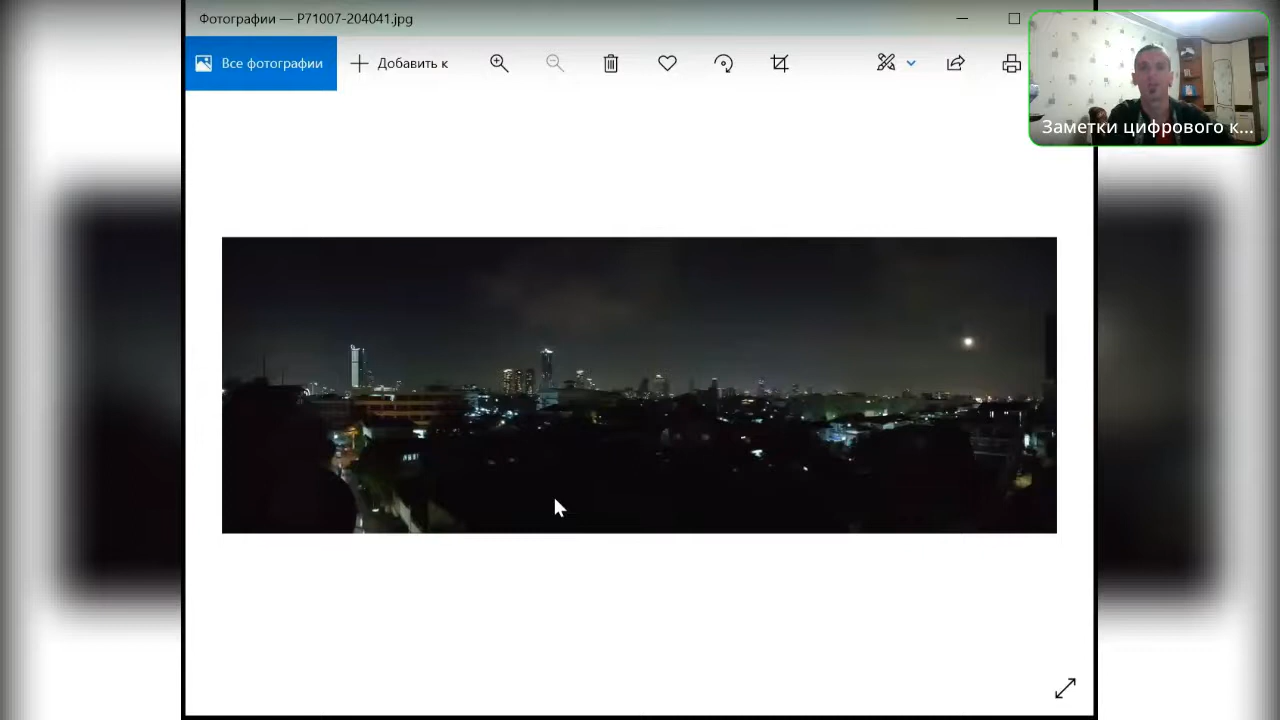 Фотографии — P71007-204041.jpg
Все фотографии
Добавить к
Заметки цифрового к...